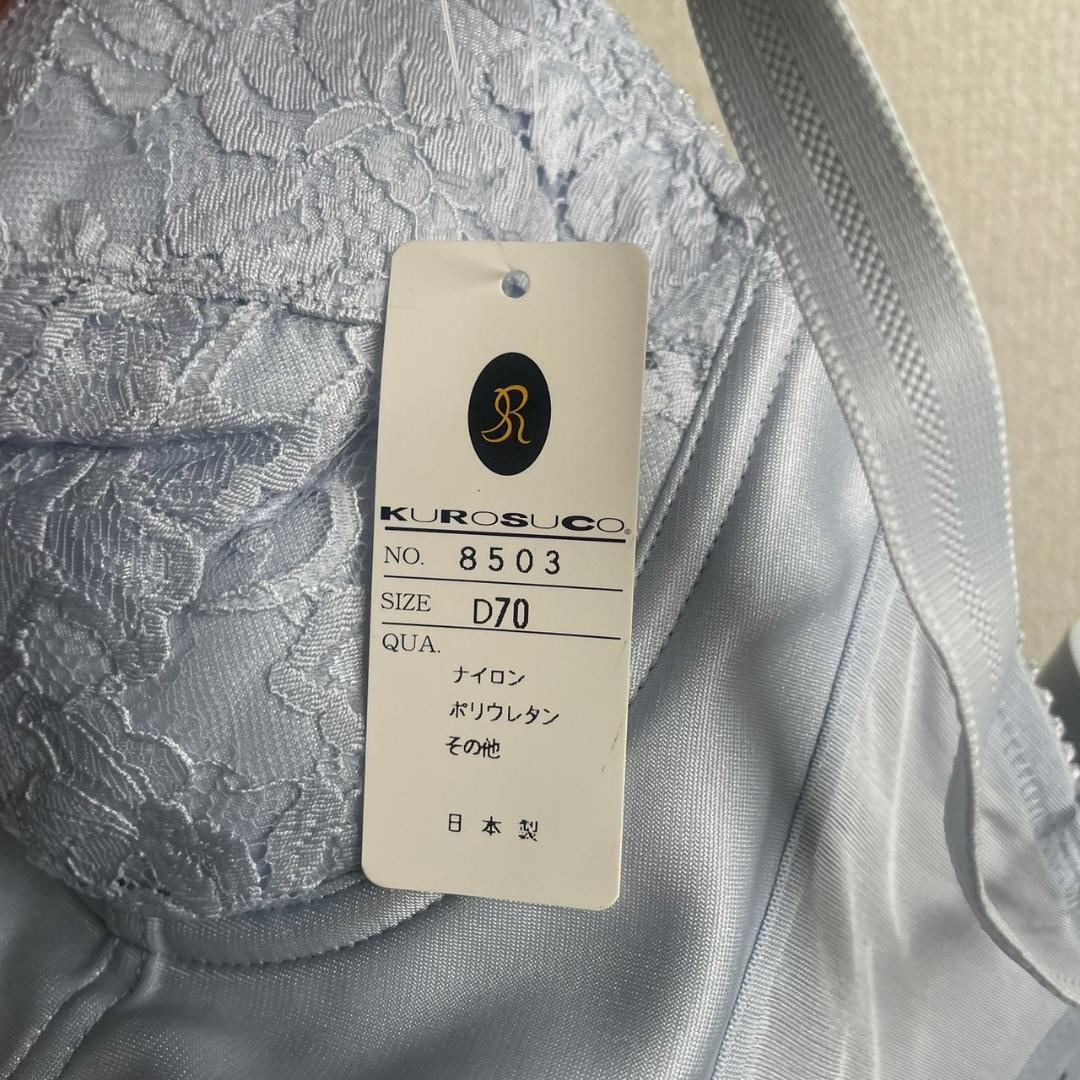 R
KUROSUCO®
NO. 8503
SIZE D70
QUA.
ナイロン
ポリウレタン
その他
日本製